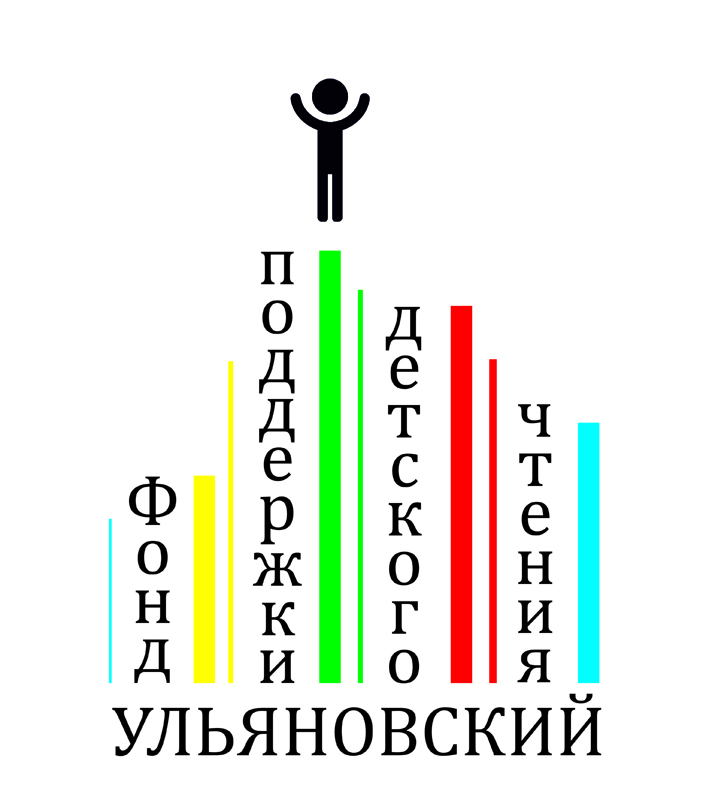 Фонд
поддержки
детского
чтения
УЛЬЯНОВСКИЙ